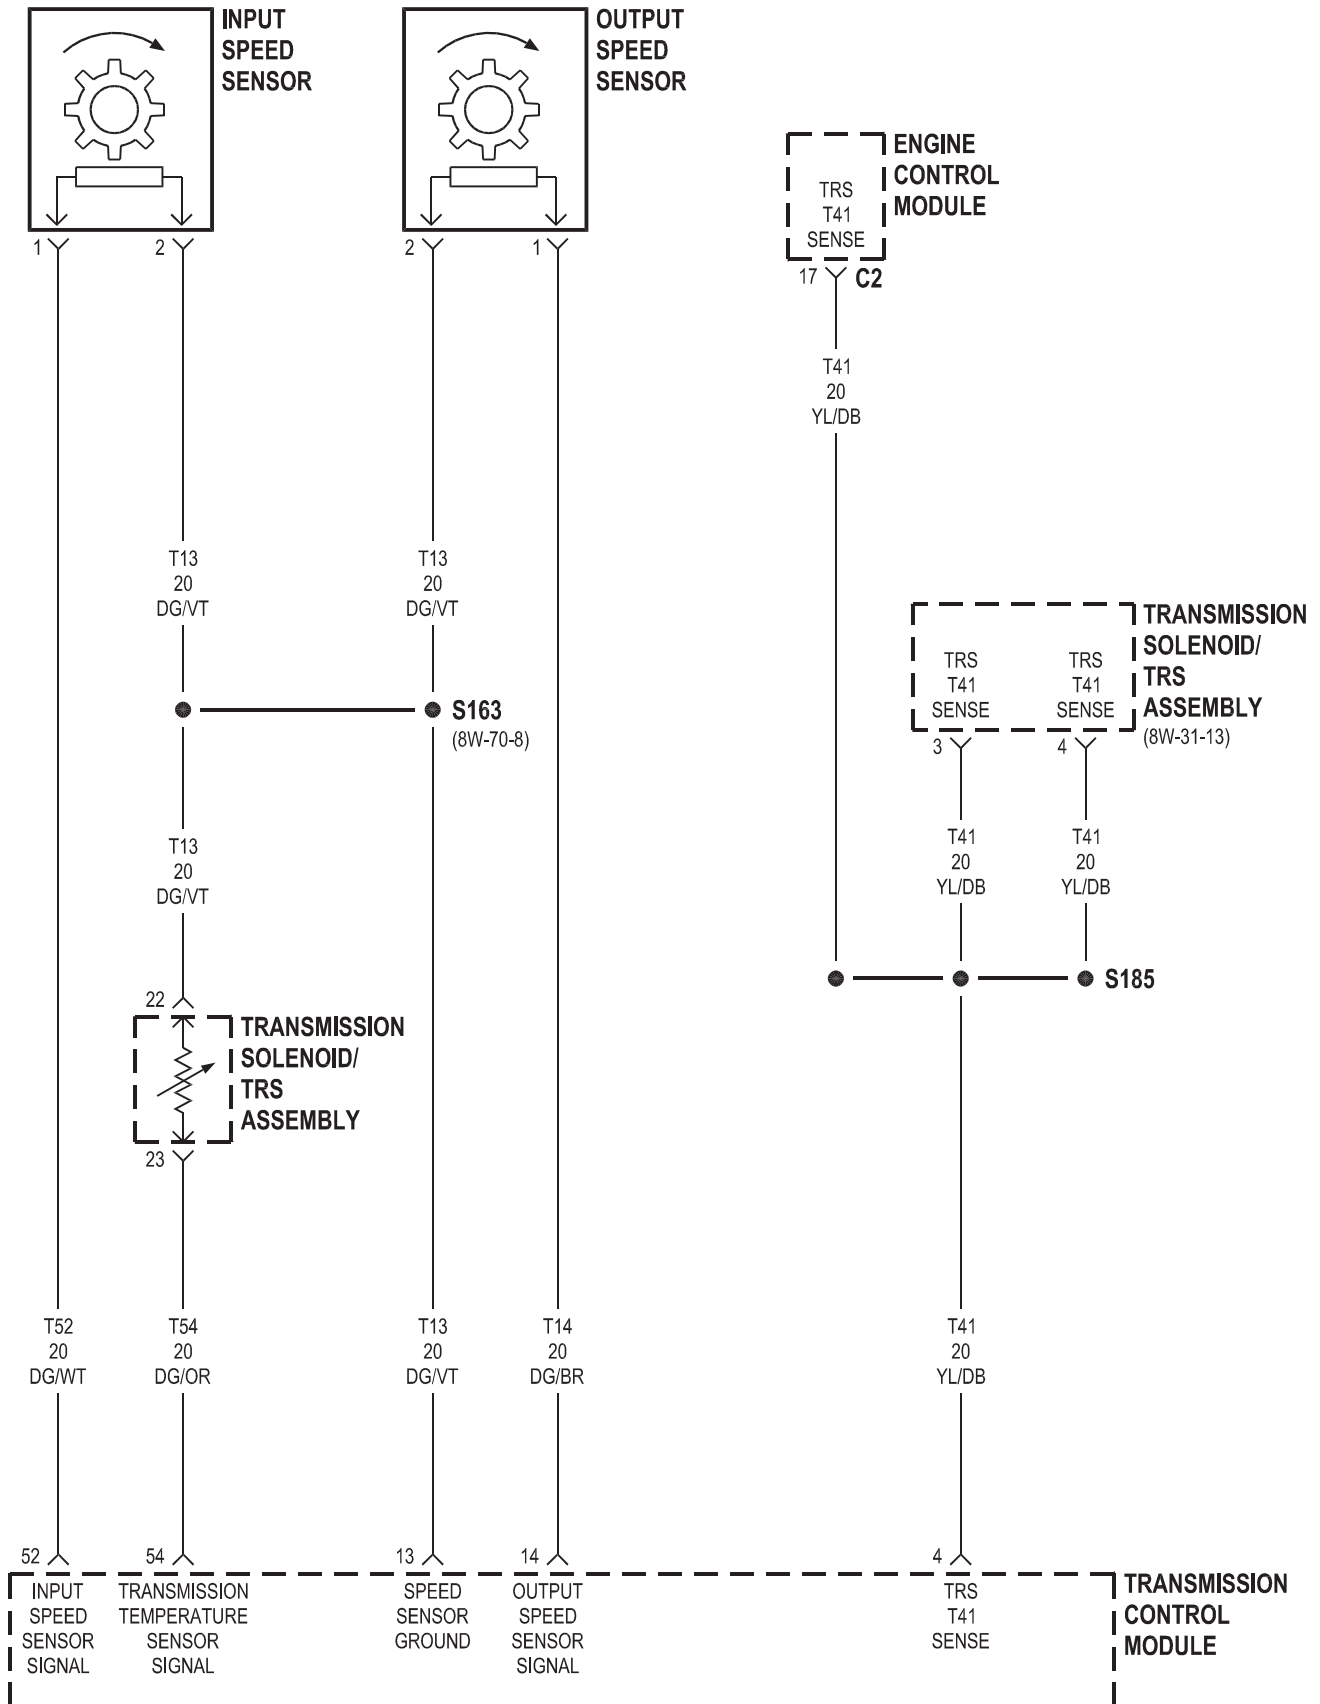 INPUT
SPEED
SENSOR
OUTPUT
SPEED
SENSOR
1
2
2
1
ENGINE
CONTROL
MODULE
TRS
T41
SENSE
17
C2
T41
20
YL/DB
T13
20
DG/VT
T13
20
DG/VT
S163
(8W-70-8)
TRANSMISSION
SOLENOID/
TRS
ASSEMBLY
(8W-31-13)
TRS
T41
SENSE
TRS
T41
SENSE
3
4
T41
20
YL/DB
T41
20
YL/DB
S185
T13
20
DG/VT
22
TRANSMISSION
SOLENOID/
TRS
ASSEMBLY
23
T52
20
DG/WT
T54
20
DG/OR
T13
20
DG/VT
T14
20
DG/BR
T41
20
YL/DB
52
54
13
14
4
INPUT
SPEED
SENSOR
SIGNAL
TRANSMISSION
TEMPERATURE
SENSOR
SIGNAL
SPEED
SENSOR
GROUND
OUTPUT
SPEED
SENSOR
SIGNAL
TRS
T41
SENSE
TRANSMISSION
CONTROL
MODULE